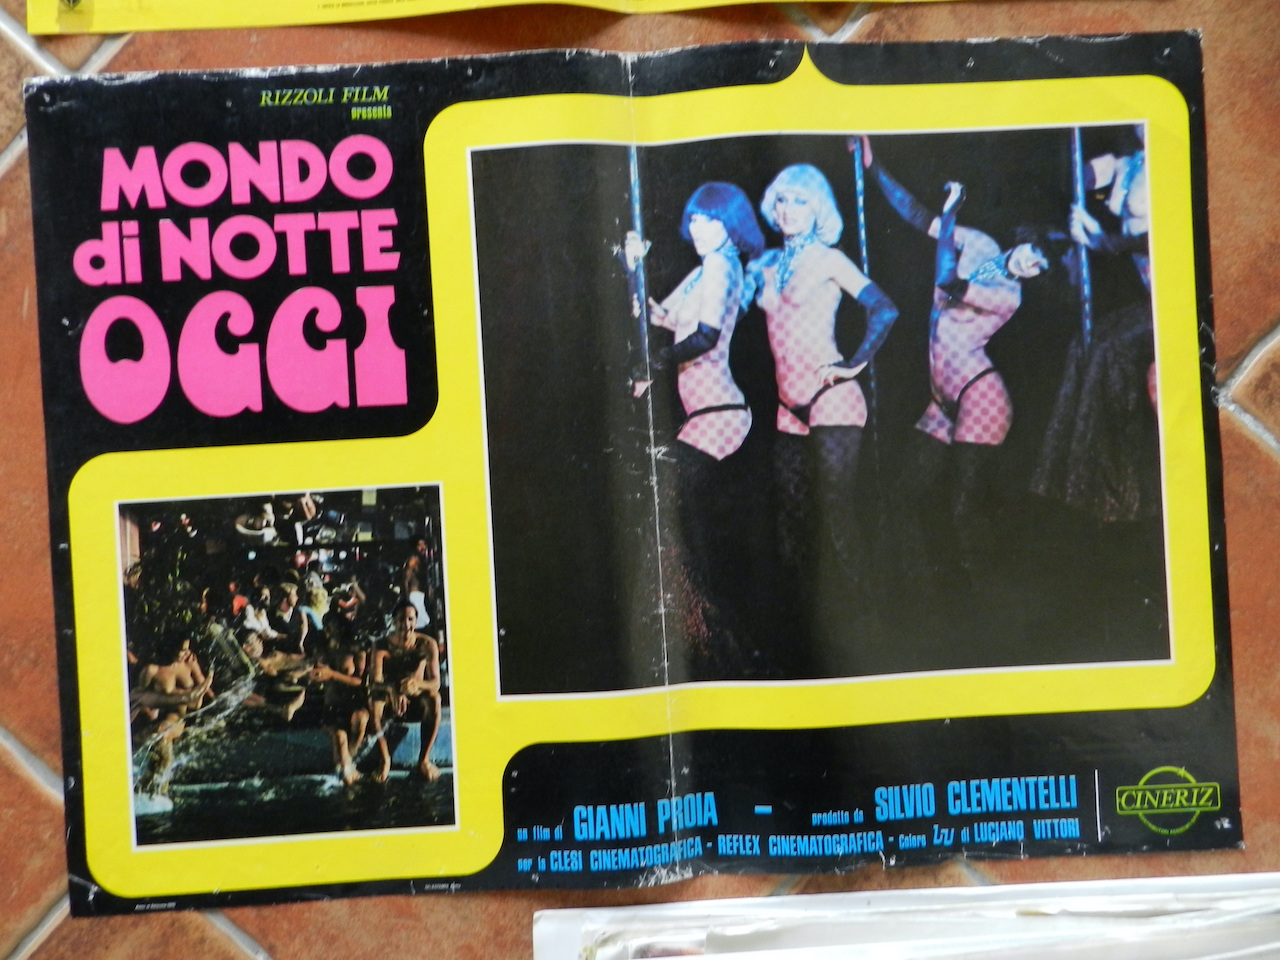 RIZZOLI FILM
presenta
MONDO
di NOTTE
OGGI
un film di GIANNI PROIA - prodotto da SILVIO CLEMENTELLI
per la CLESI CINEMATOGRAFICA - REFLEX CINEMATOGRAFICA - Colore LV di LUCIANO VITTORI
CINERIZ